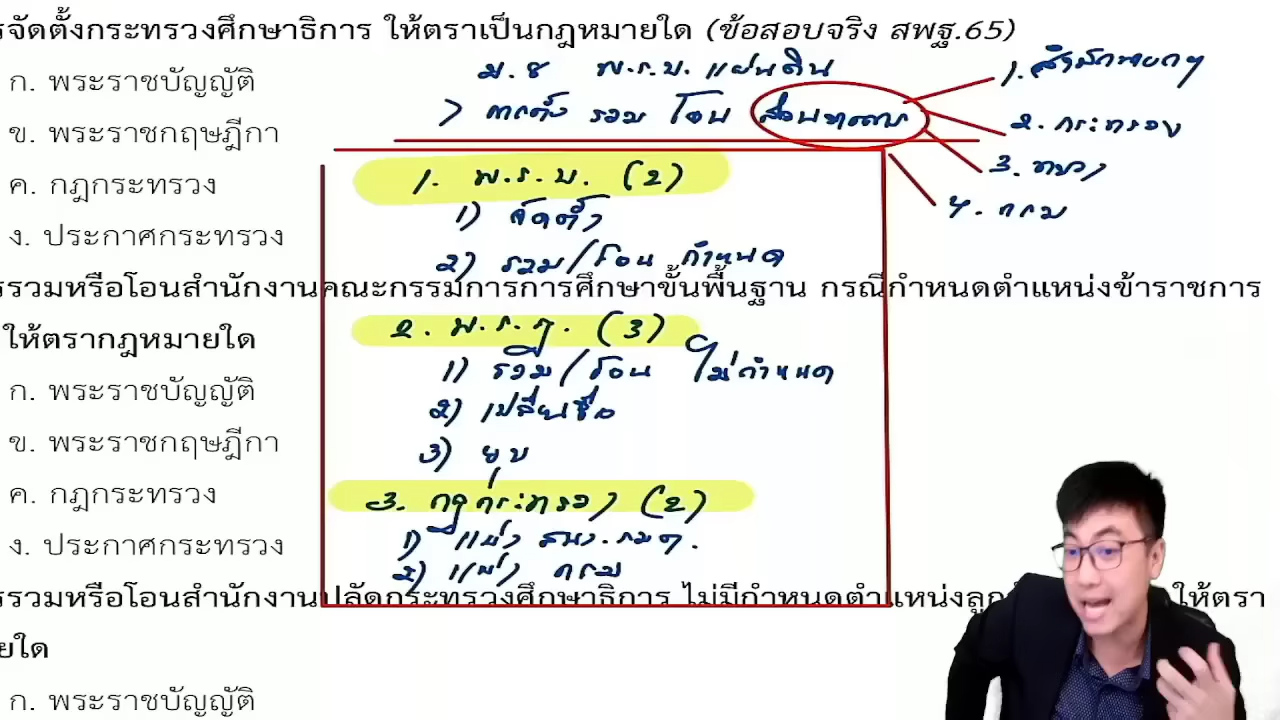 รจัดตั้งกระทรวงศึกษาธิการ ให้ตราเป็นกฎหมายใด (ข้อสอบจริง สพฐ.65)
ก. พระราชบัญญัติ
ข. พระราชกฤษฎีกา
ค. กฎกระทรวง
ง. ประกาศกระทรวง
ม. 8 พ.ร.บ. แผ่นดิน
> การตั้ง รวม โอน ส่วนราชการ
1. สำนักนายกฯ
2. กระทรวง
3. ทบวง
4. กรม
1. พ.ร.บ. (2)
1) จัดตั้ง
2) รวม/โอน กำหนด
รรวมหรือโอนสำนักงานคณะกรรมการการศึกษาขั้นพื้นฐาน กรณีกำหนดตำแหน่งข้าราชการ
ให้ตรากฎหมายใด
ก. พระราชบัญญัติ
ข. พระราชกฤษฎีกา
ค. กฎกระทรวง
ง. ประกาศกระทรวง
2. พ.ร.ฎ. (3)
1) รวม/โอน ไม่กำหนด
2) เปลี่ยนชื่อ
3) ยุบ
3. กฎกระทรวง (2)
1) แบ่ง สนง.รมต.
2) แบ่ง กรม
รรวมหรือโอนสำนักงานปลัดกระทรวงศึกษาธิการ ไม่มีกำหนดตำแหน่งลูก ให้ตรา
ยใด
ก. พระราชบัญญัติ